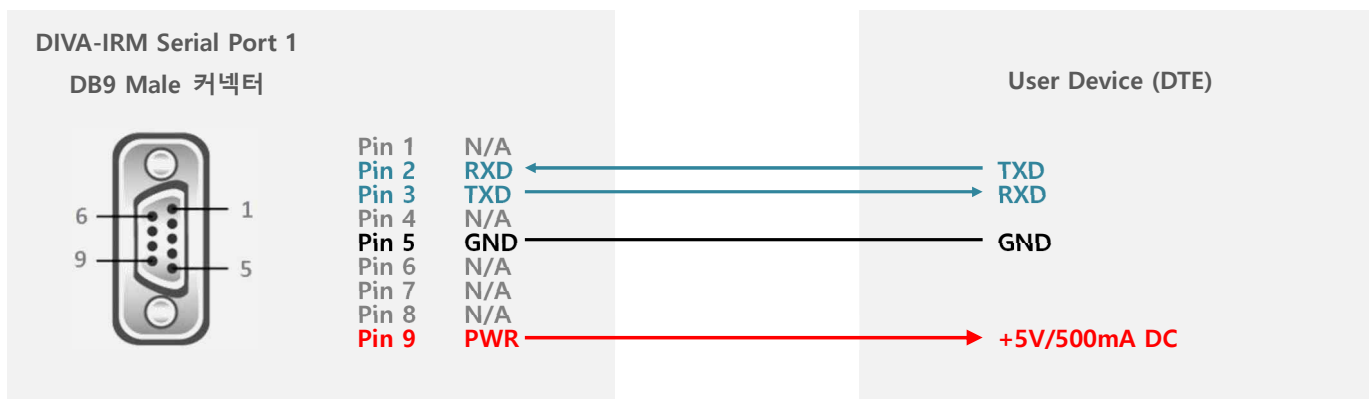 DIVA-IRM Serial Port 1
DB9 Male 커넥터
User Device (DTE)
6
1
9
5
Pin 1 N/A
Pin 2 RXD TXD
Pin 3 TXD RXD
Pin 4 N/A
Pin 5 GND GND
Pin 6 N/A
Pin 7 N/A
Pin 8 N/A
Pin 9 PWR +5V/500mA DC